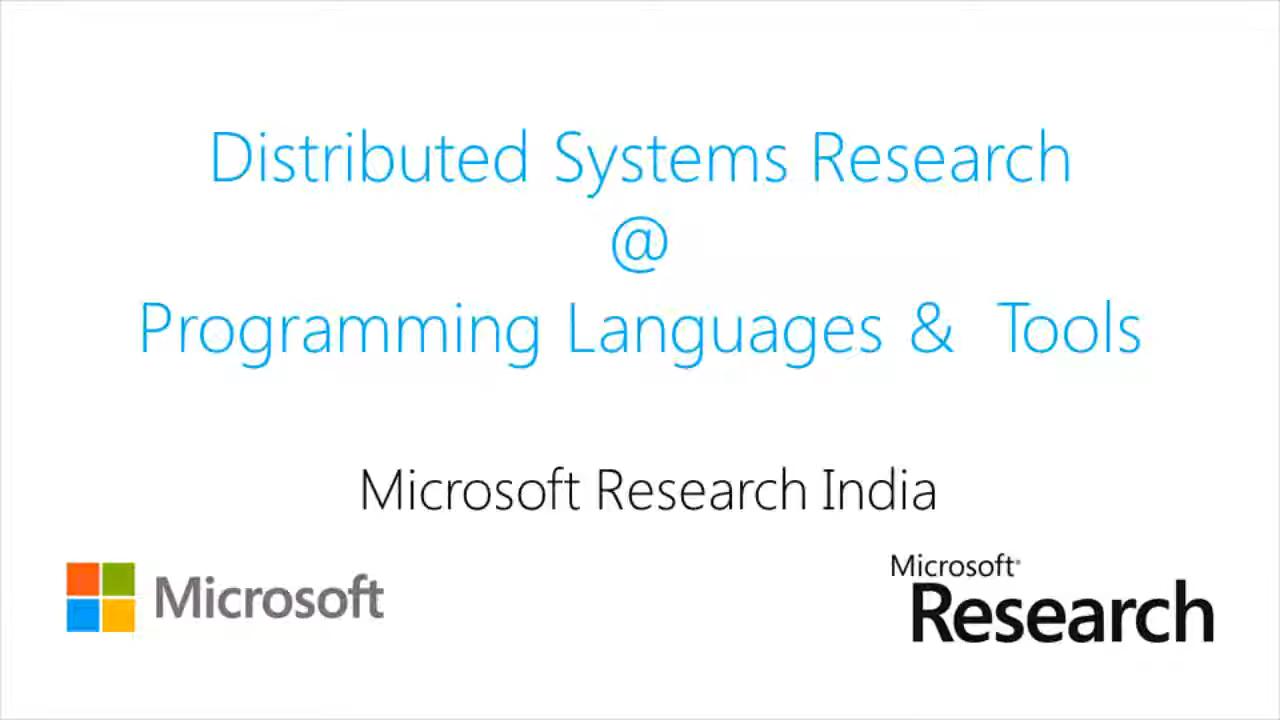 Distributed Systems Research
@
Programming Languages & Tools
Microsoft Research India
Microsoft
Microsoft®
Research